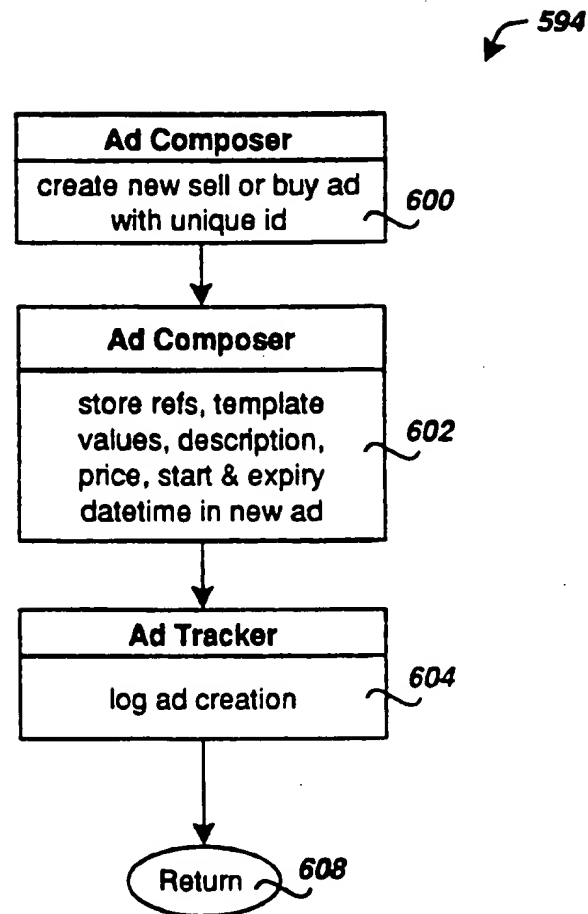 594
Ad Composer
create new sell or buy ad
with unique id
600
Ad Composer
store refs, template
values, description,
price, start & expiry
datetime in new ad
602
Ad Tracker
log ad creation
604
Return
608